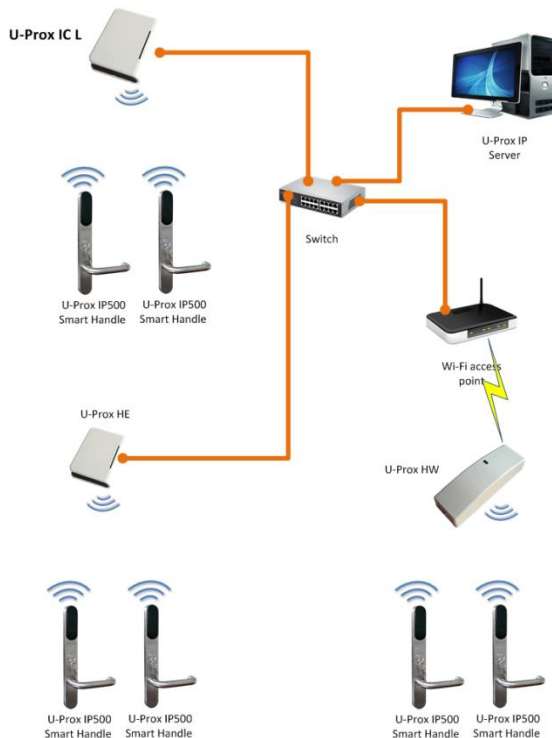 U-Prox IC L
U-Prox IP
Server
Switch
U-Prox IP500
Smart Handle
U-Prox IP500
Smart Handle
Wi-Fi access
point
U-Prox HE
U-Prox HW
U-Prox IP500
Smart Handle
U-Prox IP500
Smart Handle
U-Prox IP500
Smart Handle
U-Prox IP500
Smart Handle